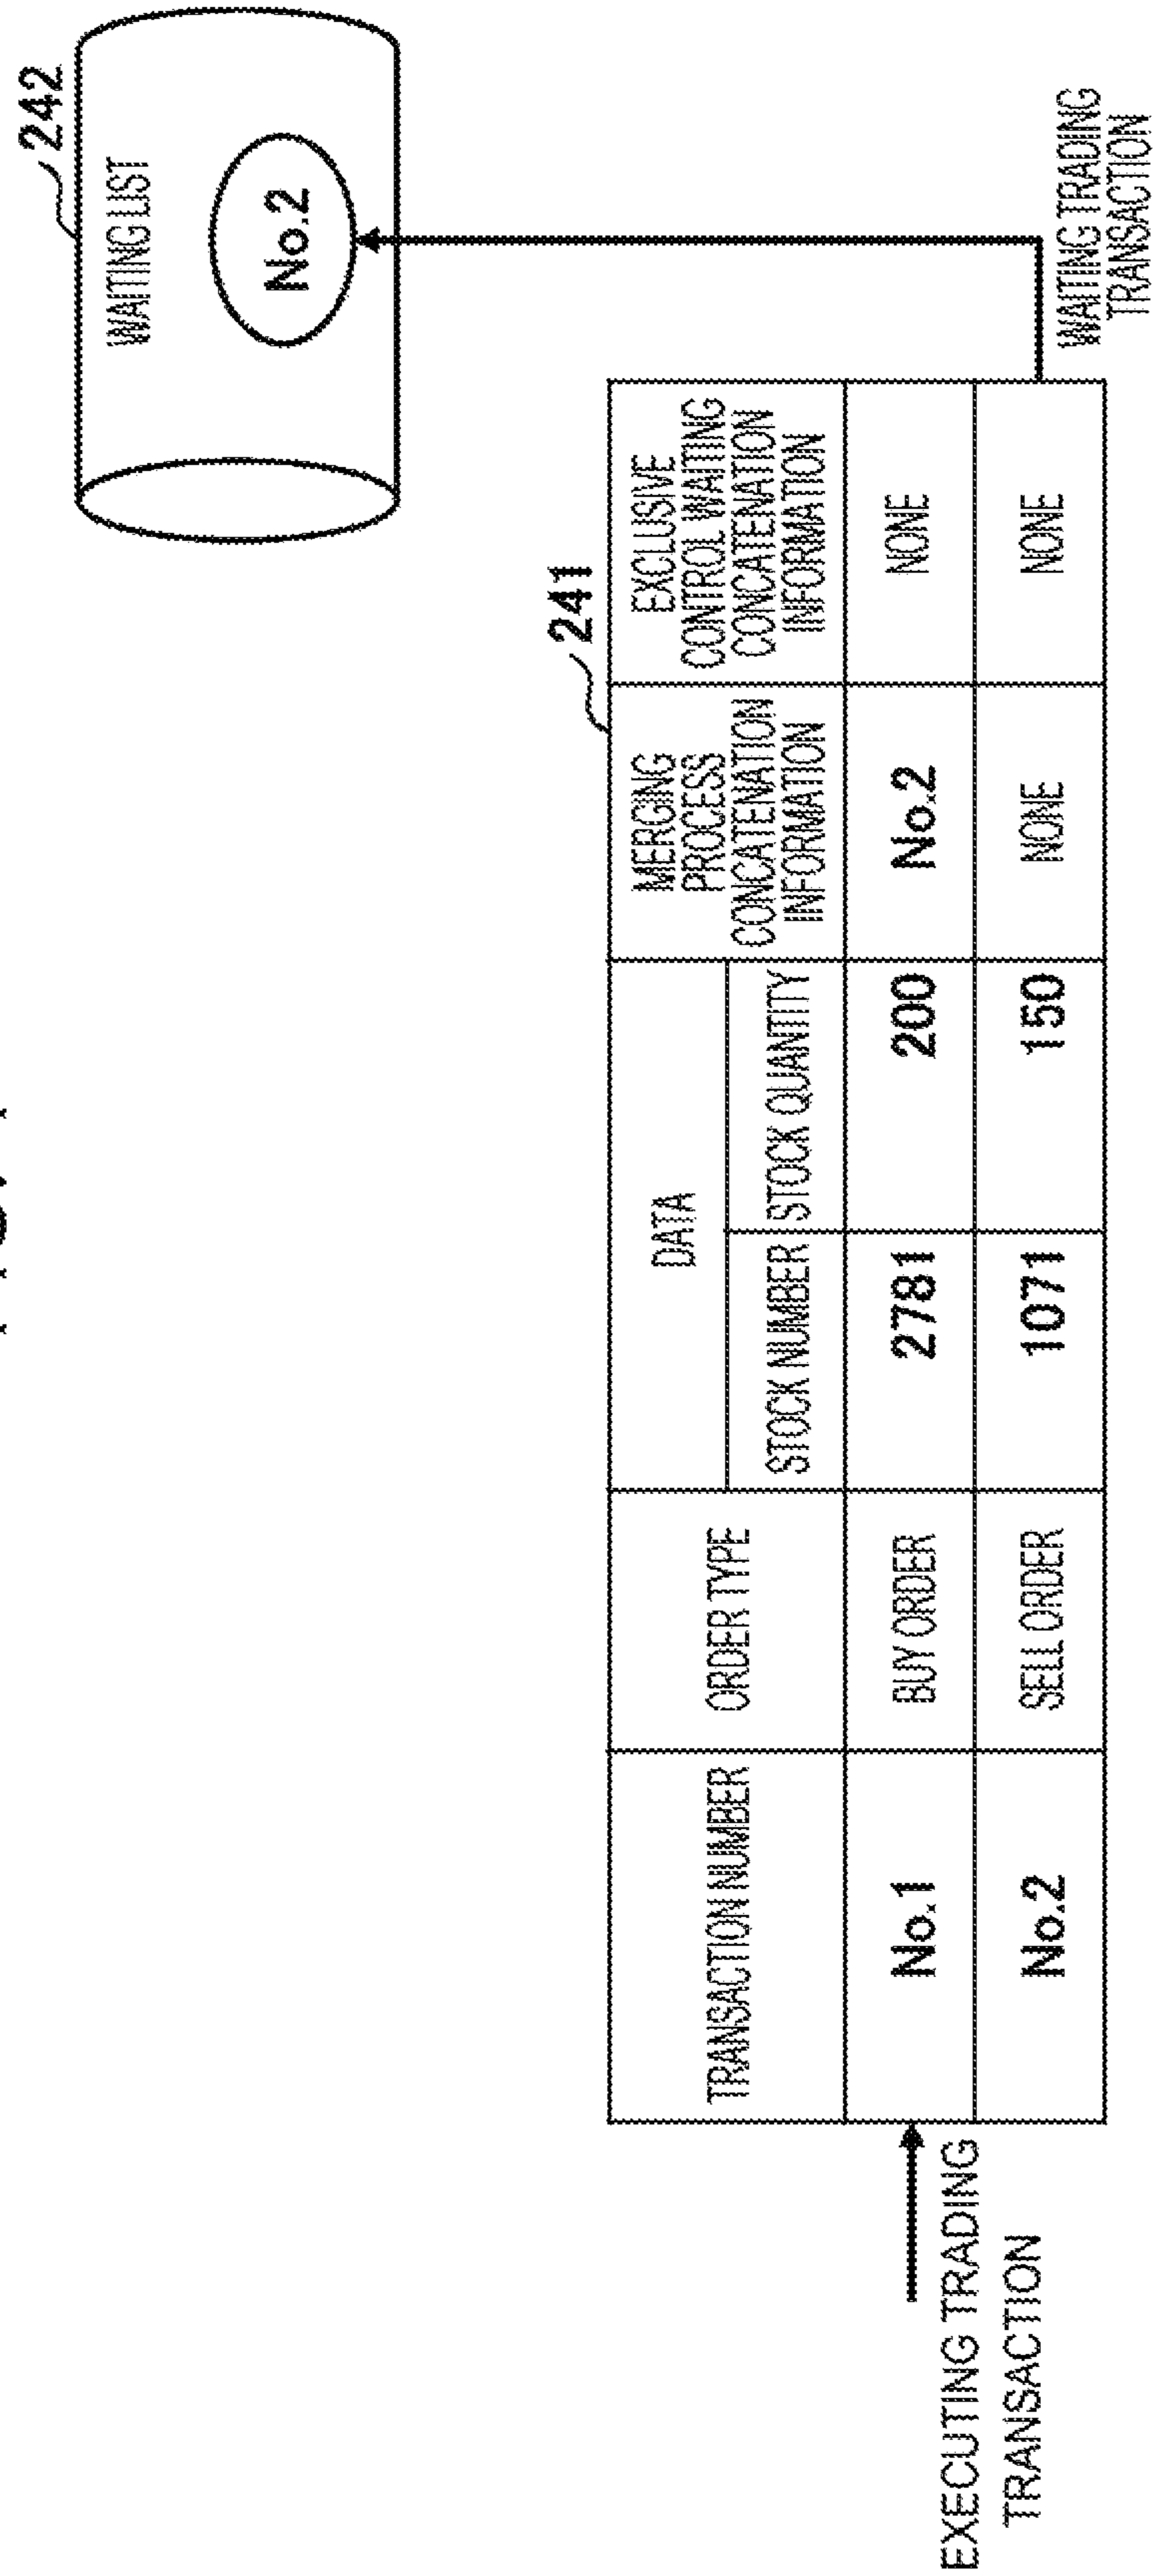 242
WAITING LIST
No.2
241
TRANSACTION NUMBER
ORDER TYPE
DATA
STOCK NUMBER
STOCK QUANTITY
MERGING
PROCESS
CONCATENATION
INFORMATION
EXCLUSIVE
CONTROL WAITING
CONCATENATION
INFORMATION
No.1
BUY ORDER
2781
200
No.2
NONE
No.2
SELL ORDER
1071
150
NONE
NONE
EXECUTING TRADING
TRANSACTION
WAITING TRADING
TRANSACTION